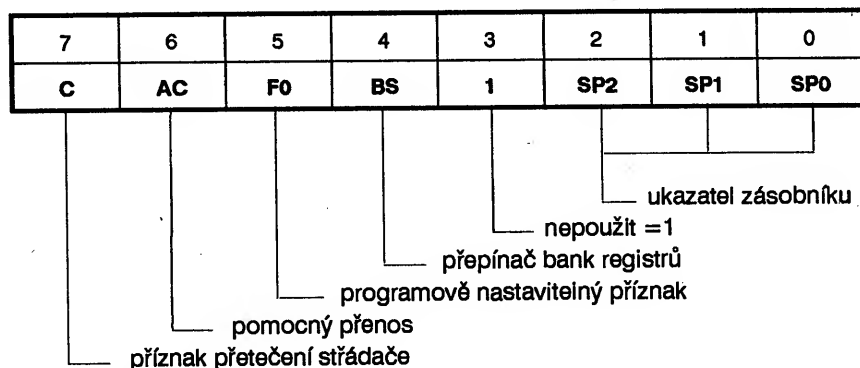 7 6 5 4 3 2 1 0
C AC F0 BS 1 SP2 SP1 SP0
ukazatel zásobníku
nepoužit =1
přepínač bank registrů
programově nastavitelný příznak
pomocný přenos
příznak přetečení střádače